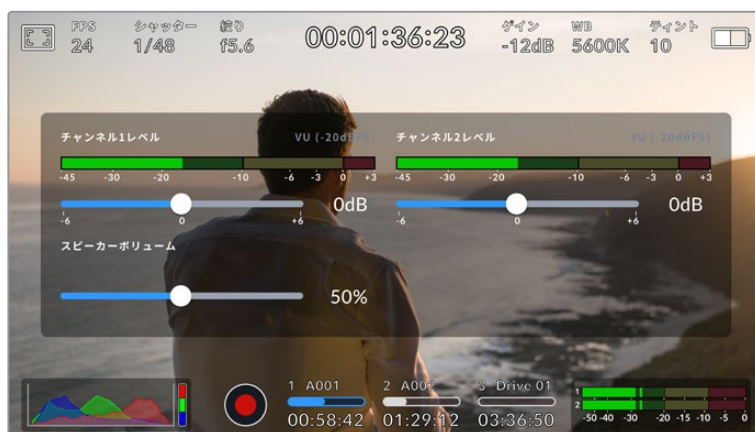 FPS シャッター 絞り ゲイン WB ティント
24 1/48 f5.6 00:01:36:23 -12dB 5600K 10
チャンネル1レベル VU (-20dBFS) チャンネル2レベル VU (-20dBFS)
-45 -30 -20 -10 -6 -3 0 +3 -45 -30 -20 -10 -6 -3 0 +3
0dB 0dB
-6 0 +6 -6 0 +6
スピーカーボリューム
50%
1 A001 2 A002 3 Drive 01
00:58:42 01:29:12 03:36:50
1
2
-50 -40 -30 -20 -15 -10 -5 0